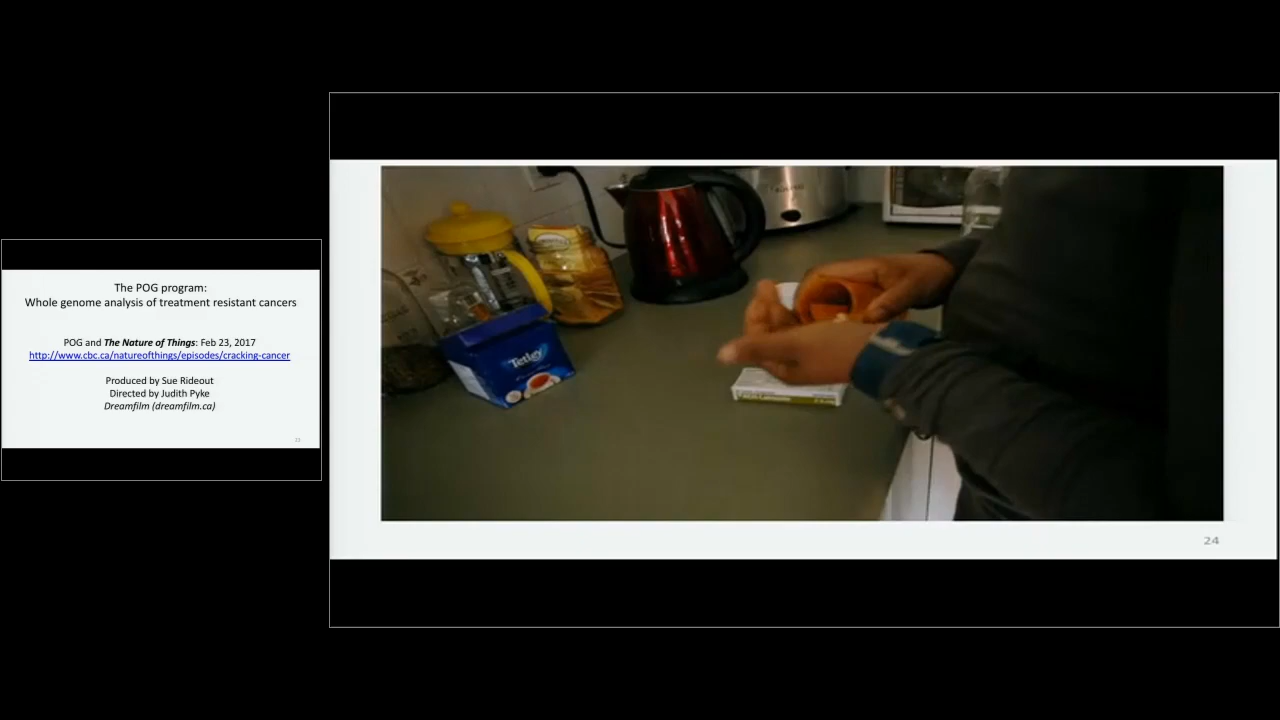 The POG program:
Whole genome analysis of treatment resistant cancers
POG and The Nature of Things: Feb 23, 2017
http://www.cbc.ca/natureofthings/episodes/cracking-cancer
Produced by Sue Rideout
Directed by Judith Pyke
Dreamfilm (dreamfilm.ca)
23
Tetley
24